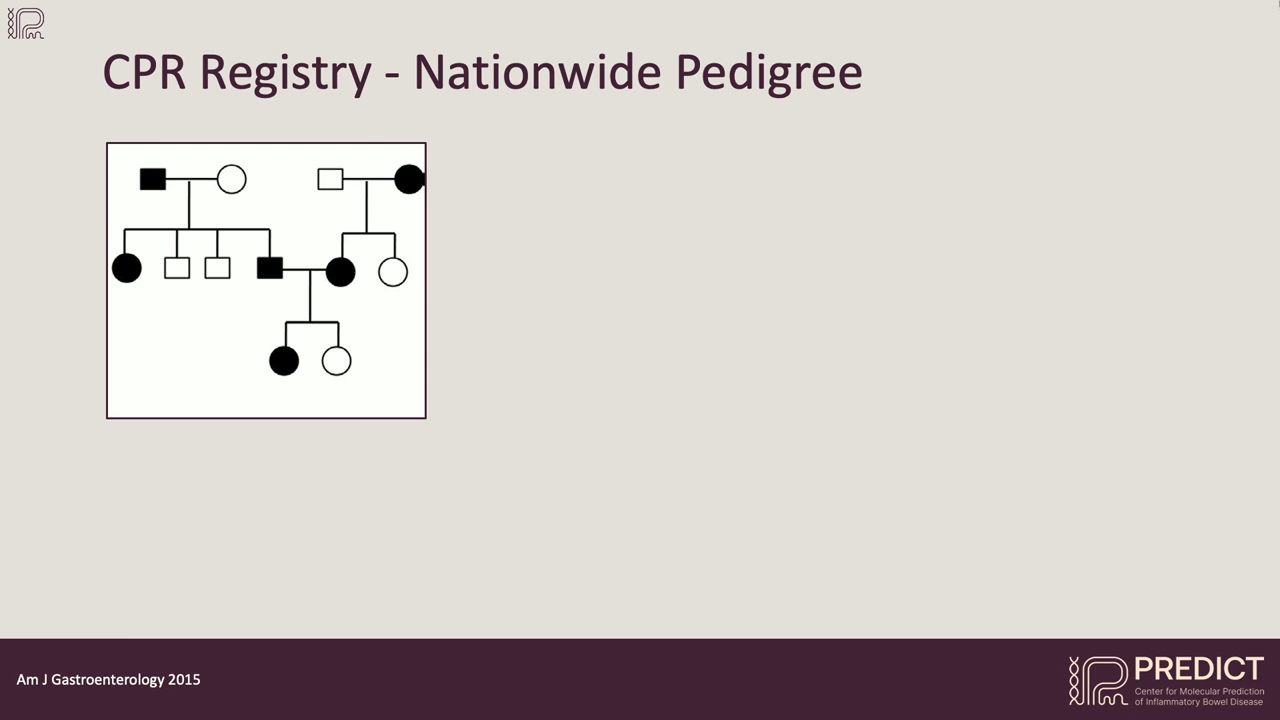 CPR Registry - Nationwide Pedigree
Am J Gastroenterology 2015
PREDICT
Center for Molecular Prediction
of Inflammatory Bowel Disease